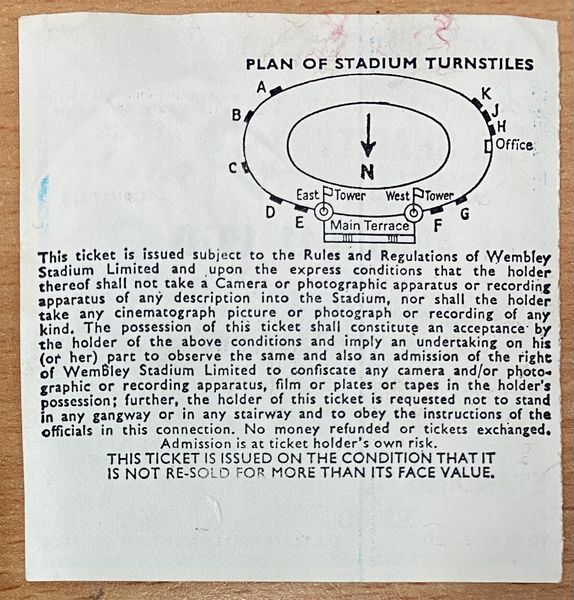 PLAN OF STADIUM TURNSTILES
A
K
B
J
H
Office
N
C
East Tower
West Tower
D
E
Main Terrace
F
G
This ticket is issued subject to the Rules and Regulations of Wembley
Stadium Limited and upon the express conditions that the holder
thereof shall not take a Camera or photographic apparatus or recording
apparatus of any description into the Stadium, nor shall the holder
take any cinematograph picture or photograph or recording of any
kind. The possession of this ticket shall constitute an acceptance by
the holder of the above conditions and imply an undertaking on his
(or her) part to observe the same and also an admission of the right
of Wembley Stadium Limited to confiscate any camera and/or photo-
graphic or recording apparatus, film or plates or tapes in the holder's
possession; further, the holder of this ticket is requested not to stand
in any gangway or in any stairway and to obey the instructions of the
officials in this connection. No money refunded or tickets exchanged.
Admission is at ticket holder's own risk.
THIS TICKET IS ISSUED ON THE CONDITION THAT IT
IS NOT RE-SOLD FOR MORE THAN ITS FACE VALUE.